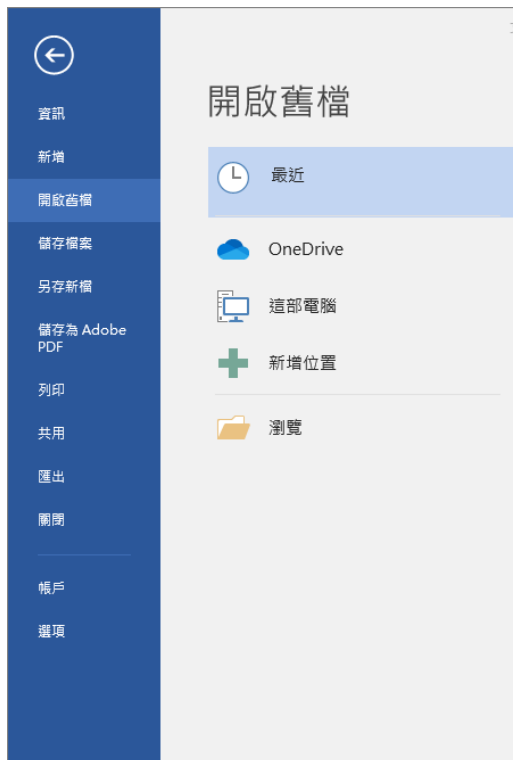 資訊
新增
開啟舊檔
儲存檔案
另存新檔
儲存為 Adobe
PDF
列印
共用
匯出
關閉
帳戶
選項
開啟舊檔
最近
OneDrive
這部電腦
新增位置
瀏覽